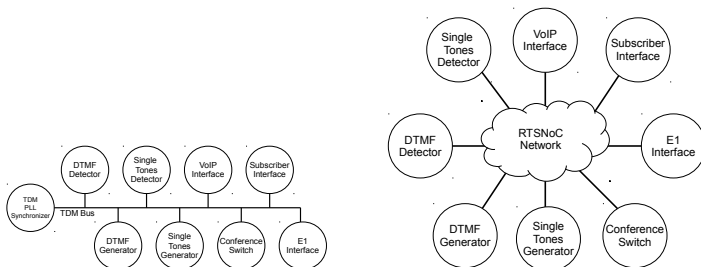 DTMF
Detector
Single
Tones
Detector
VoIP
Interface
Subscriber
Interface
TDM
PLL
Synchronizer
TDM Bus
DTMF
Generator
Single
Tones
Generator
Conference
Switch
E1
Interface
Single
Tones
Detector
VoIP
Interface
Subscriber
Interface
DTMF
Detector
RTSNoC
Network
E1
Interface
DTMF
Generator
Single
Tones
Generator
Conference
Switch